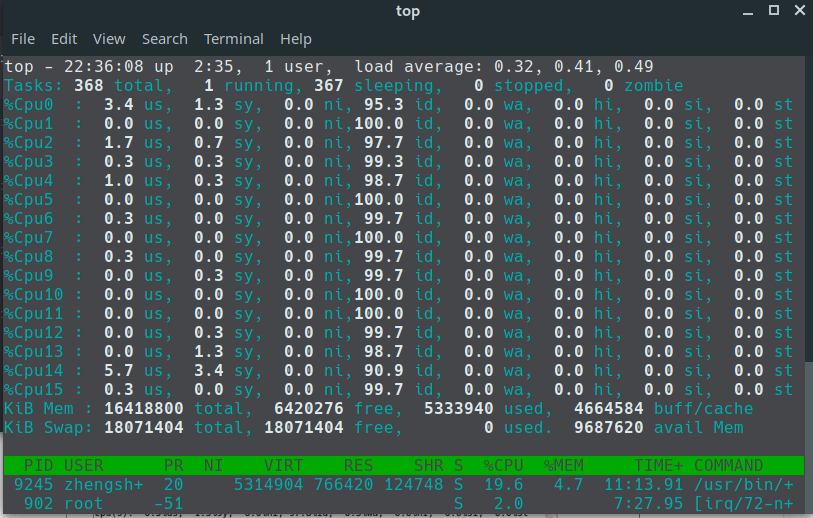 top
File Edit View Search Terminal Help
top - 22:36:08 up  2:35,  1 user,  load average: 0.32, 0.41, 0.49
Tasks: 368 total,   1 running, 367 sleeping,   0 stopped,   0 zombie
%Cpu0  :  3.4 us,  1.3 sy,  0.0 ni, 95.3 id,  0.0 wa,  0.0 hi,  0.0 si,  0.0 st
%Cpu1  :  0.0 us,  0.0 sy,  0.0 ni,100.0 id,  0.0 wa,  0.0 hi,  0.0 si,  0.0 st
%Cpu2  :  1.7 us,  0.7 sy,  0.0 ni, 97.7 id,  0.0 wa,  0.0 hi,  0.0 si,  0.0 st
%Cpu3  :  0.3 us,  0.3 sy,  0.0 ni, 99.3 id,  0.0 wa,  0.0 hi,  0.0 si,  0.0 st
%Cpu4  :  1.0 us,  0.3 sy,  0.0 ni, 98.7 id,  0.0 wa,  0.0 hi,  0.0 si,  0.0 st
%Cpu5  :  0.0 us,  0.0 sy,  0.0 ni,100.0 id,  0.0 wa,  0.0 hi,  0.0 si,  0.0 st
%Cpu6  :  0.3 us,  0.0 sy,  0.0 ni, 99.7 id,  0.0 wa,  0.0 hi,  0.0 si,  0.0 st
%Cpu7  :  0.0 us,  0.0 sy,  0.0 ni,100.0 id,  0.0 wa,  0.0 hi,  0.0 si,  0.0 st
%Cpu8  :  0.3 us,  0.0 sy,  0.0 ni, 99.7 id,  0.0 wa,  0.0 hi,  0.0 si,  0.0 st
%Cpu9  :  0.0 us,  0.3 sy,  0.0 ni, 99.7 id,  0.0 wa,  0.0 hi,  0.0 si,  0.0 st
%Cpu10 :  0.0 us,  0.0 sy,  0.0 ni,100.0 id,  0.0 wa,  0.0 hi,  0.0 si,  0.0 st
%Cpu11 :  0.0 us,  0.0 sy,  0.0 ni,100.0 id,  0.0 wa,  0.0 hi,  0.0 si,  0.0 st
%Cpu12 :  0.0 us,  0.3 sy,  0.0 ni, 99.7 id,  0.0 wa,  0.0 hi,  0.0 si,  0.0 st
%Cpu13 :  0.0 us,  1.3 sy,  0.0 ni, 98.7 id,  0.0 wa,  0.0 hi,  0.0 si,  0.0 st
%Cpu14 :  5.7 us,  3.4 sy,  0.0 ni, 90.9 id,  0.0 wa,  0.0 hi,  0.0 si,  0.0 st
%Cpu15 :  0.3 us,  0.0 sy,  0.0 ni, 99.7 id,  0.0 wa,  0.0 hi,  0.0 si,  0.0 st
KiB Mem : 16418800 total,  6420276 free,  5333940 used,  4664584 buff/cache
KiB Swap: 18071404 total, 18071404 free,        0 used.  9687620 avail Mem
PID USER PR NI VIRT RES SHR S %CPU %MEM TIME+ COMMAND
9245 zhengsh+ 20 5314904 766420 124748 S 19.6 4.7 11:13.91 /usr/bin/+
902 root -51 S 2.0 7:27.95 [irq/72-n+